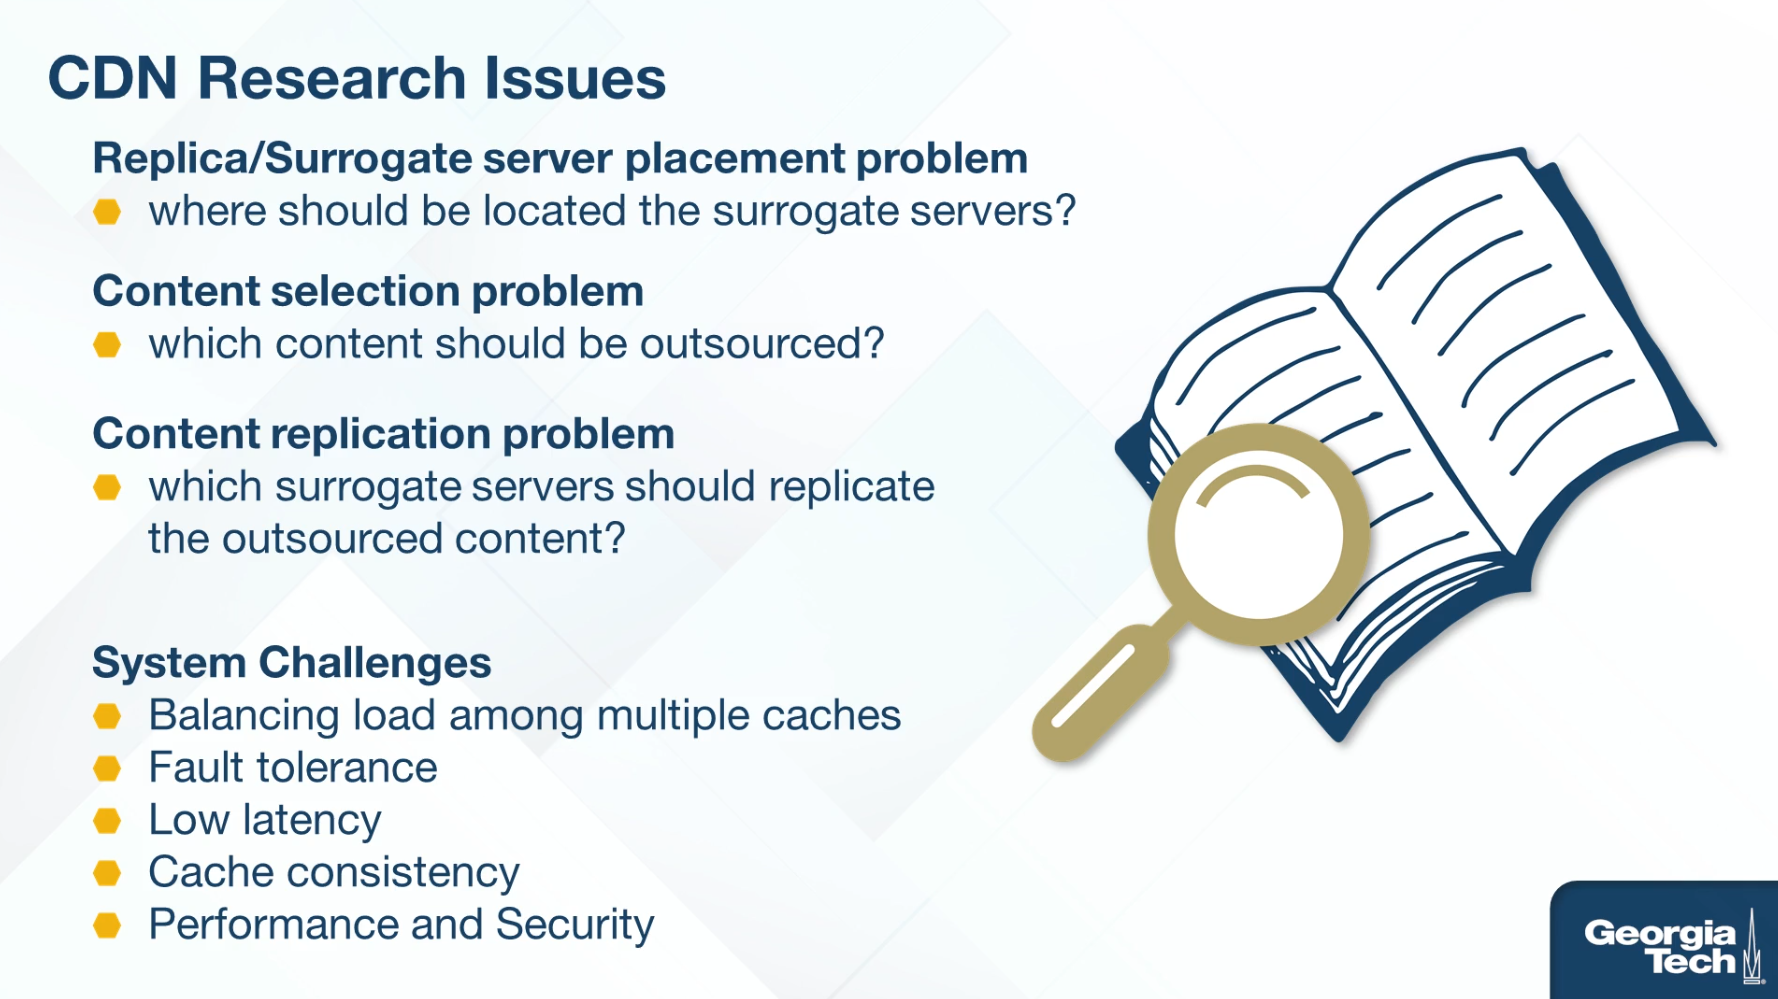 CDN Research Issues
Replica/Surrogate server placement problem
where should be located the surrogate servers?
Content selection problem
which content should be outsourced?
Content replication problem
which surrogate servers should replicate
the outsourced content?
System Challenges
Balancing load among multiple caches
Fault tolerance
Low latency
Cache consistency
Performance and Security
Georgia
Tech